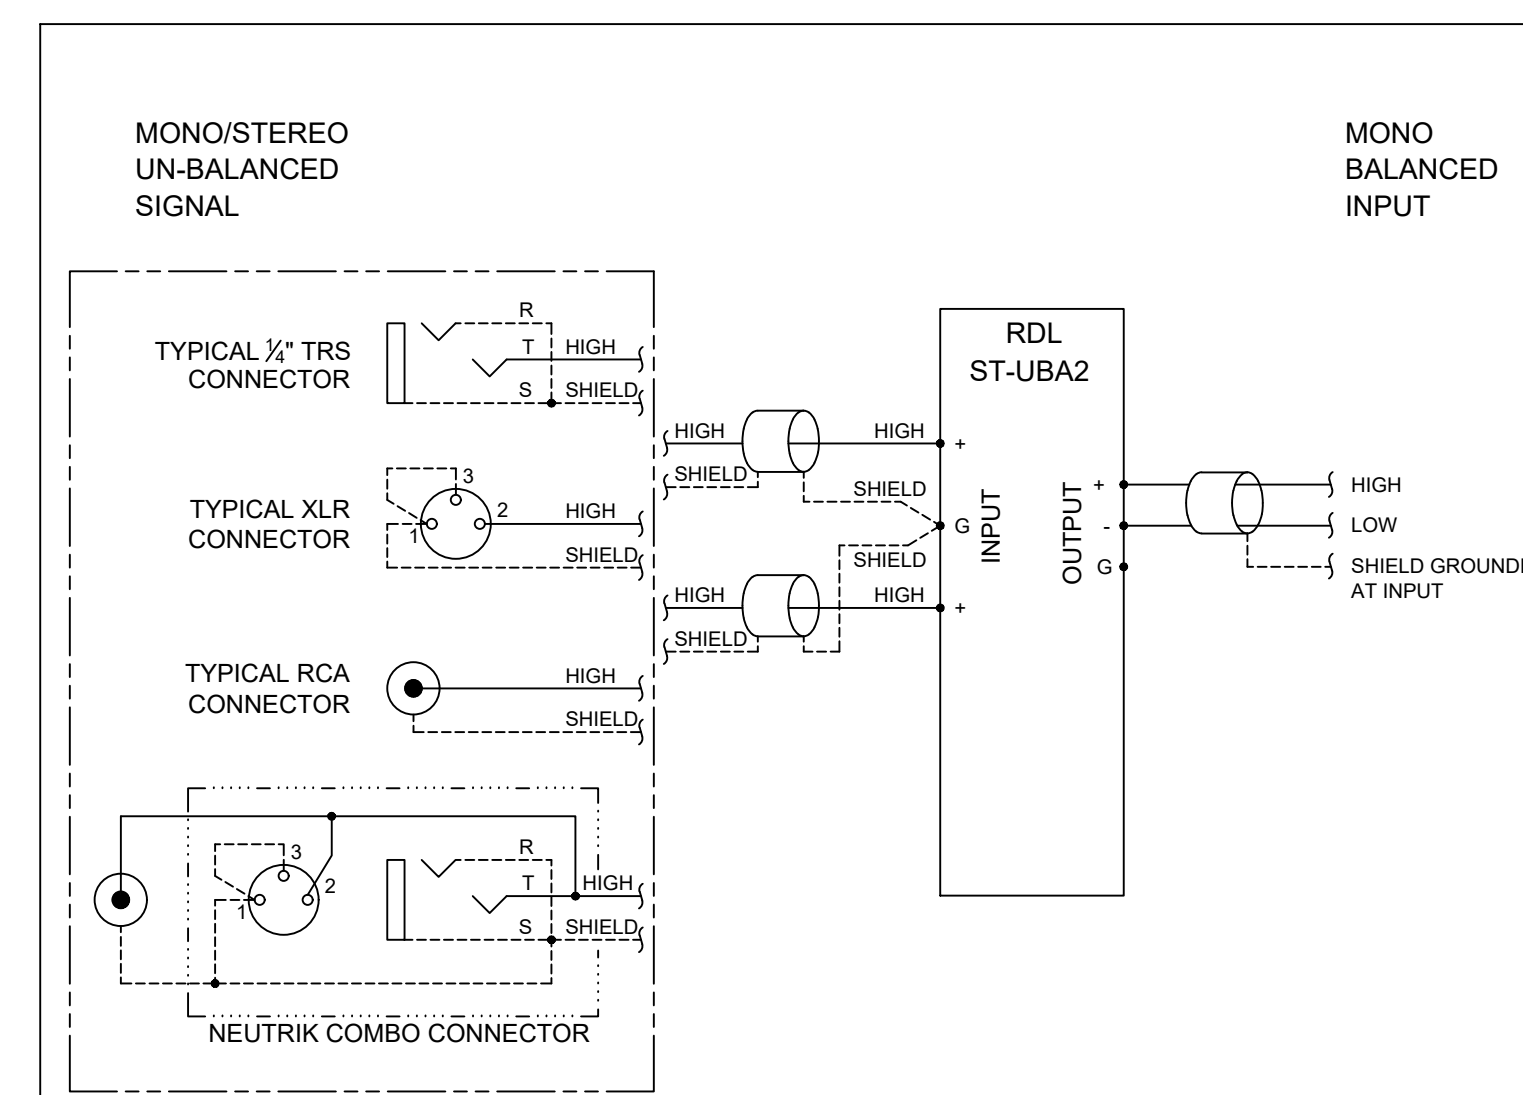 MONO/STEREO
UN-BALANCED
SIGNAL
MONO
BALANCED
INPUT
TYPICAL ¼" TRS
CONNECTOR
R
T
HIGH
S
SHIELD
TYPICAL XLR
CONNECTOR
3
2
1
HIGH
SHIELD
TYPICAL RCA
CONNECTOR
HIGH
SHIELD
3
2
1
R
T
HIGH
S
SHIELD
NEUTRIK COMBO CONNECTOR
HIGH
SHIELD
HIGH
SHIELD
SHIELD
HIGH
HIGH
SHIELD
RDL
ST-UBA2
+
G
+
INPUT
OUTPUT
+
-
G
HIGH
LOW
SHIELD GROUND
AT INPUT